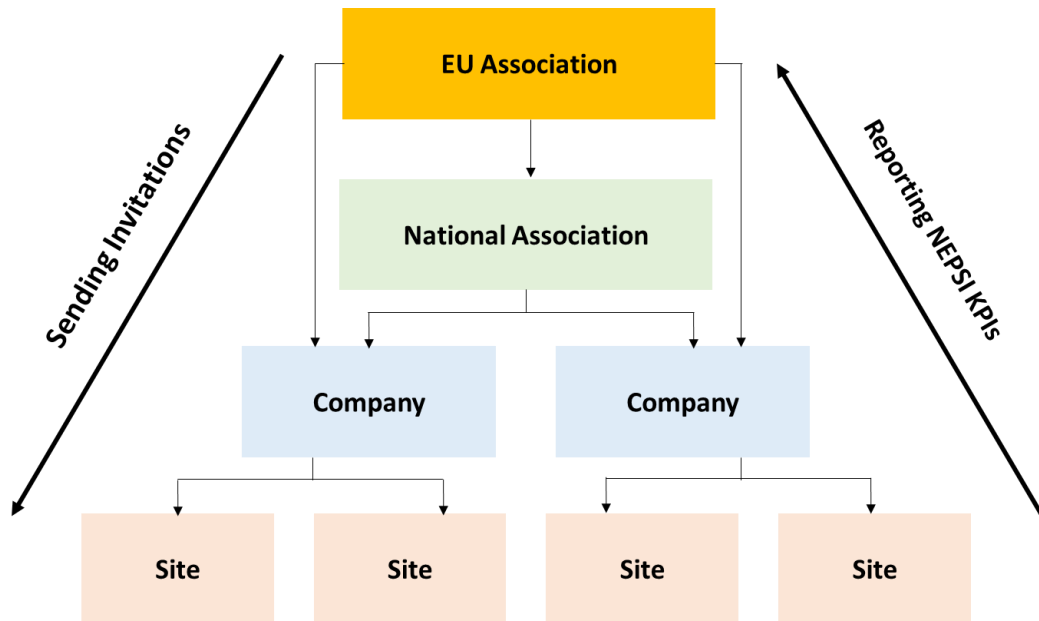 EU Association
Sending Invitations
Reporting NEPSI KPIs
National Association
Company
Company
Site
Site
Site
Site